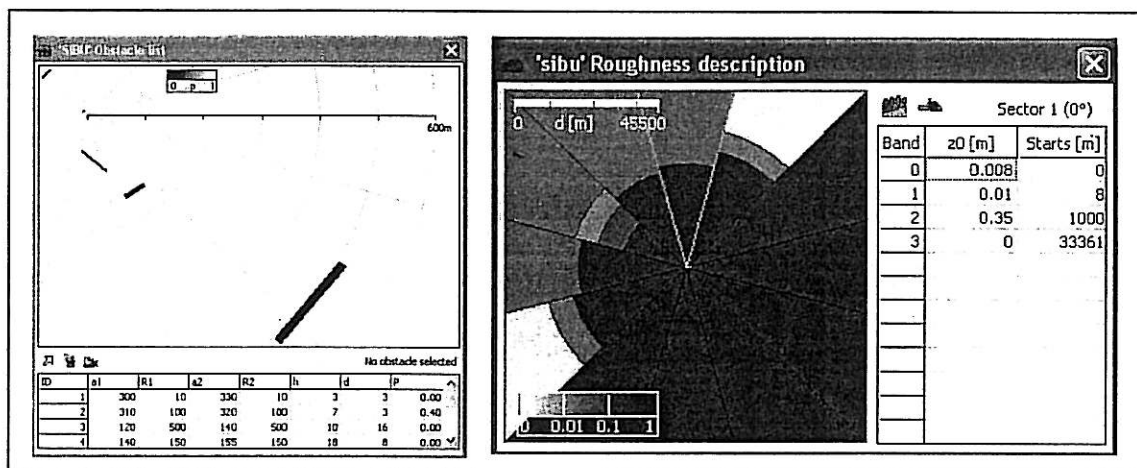 'SIBU' Obstacle list
0 p 1
600m
No obstacle selected
ID a1 R1 a2 R2 h d P
1 300 10 330 10 3 3 0.00
2 310 100 320 100 7 3 0.40
3 120 500 140 500 10 16 0.00
4 140 150 155 150 18 8 0.00
'sibu' Roughness description
0 d [m] 45500
0 0.01 0.1 1
Sector 1 (0°)
Band z0 [m] Starts [m]
0 0.008 0
1 0.01 8
2 0.35 1000
3 0 33361